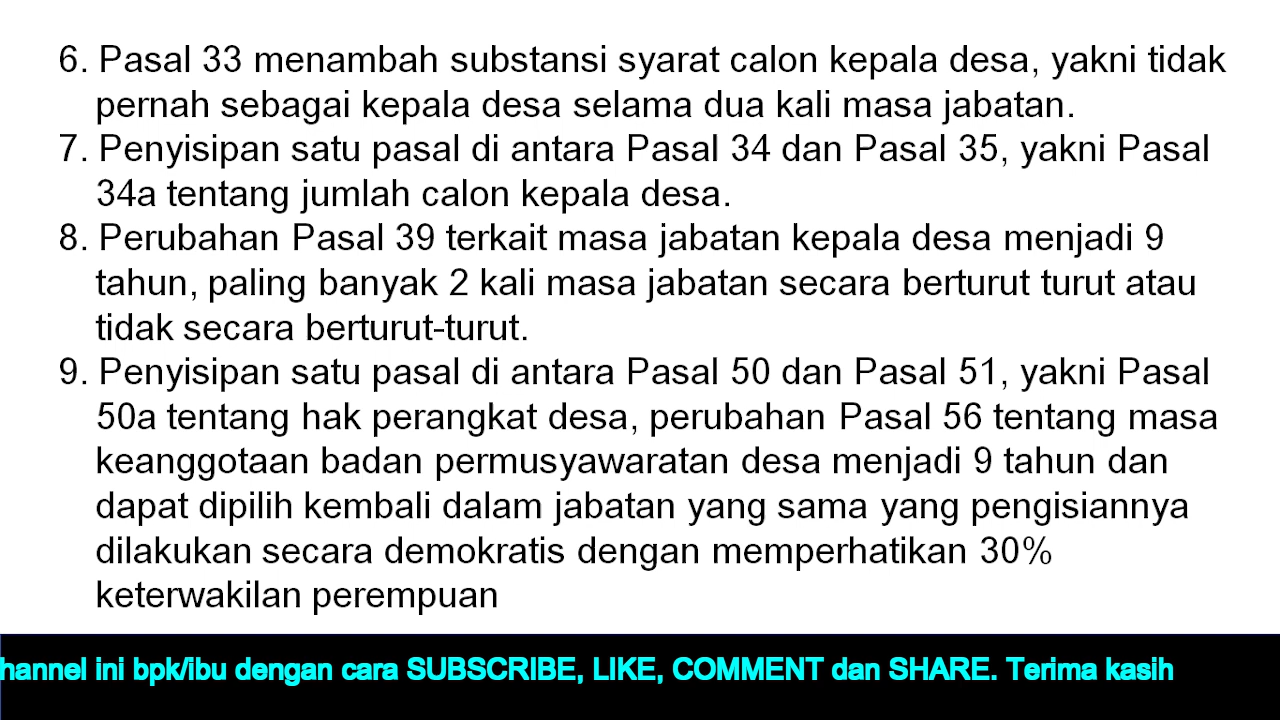 6. Pasal 33 menambah substansi syarat calon kepala desa, yakni tidak
pernah sebagai kepala desa selama dua kali masa jabatan.
7. Penyisipan satu pasal di antara Pasal 34 dan Pasal 35, yakni Pasal
34a tentang jumlah calon kepala desa.
8. Perubahan Pasal 39 terkait masa jabatan kepala desa menjadi 9
tahun, paling banyak 2 kali masa jabatan secara berturut turut atau
tidak secara berturut-turut.
9. Penyisipan satu pasal di antara Pasal 50 dan Pasal 51, yakni Pasal
50a tentang hak perangkat desa, perubahan Pasal 56 tentang masa
keanggotaan badan permusyawaratan desa menjadi 9 tahun dan
dapat dipilih kembali dalam jabatan yang sama yang pengisiannya
dilakukan secara demokratis dengan memperhatikan 30%
keterwakilan perempuan
hannel ini bpk/ibu dengan cara SUBSCRIBE, LIKE, COMMENT dan SHARE. Terima kasih